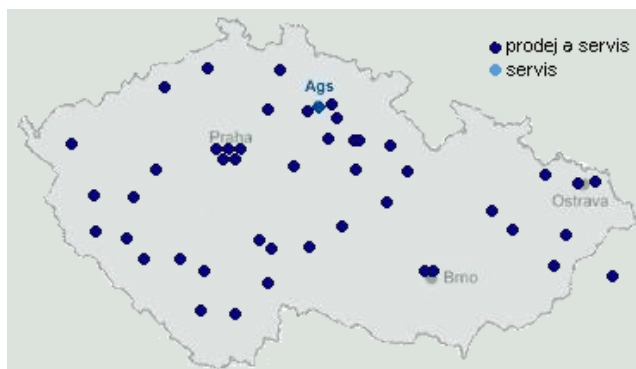 prodej a servis
servis
Ags
Praha
Ostrava
Brno